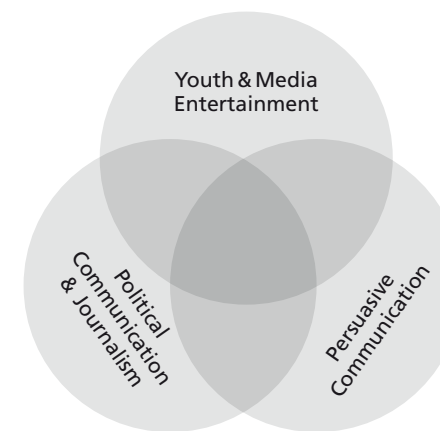 Youth & Media
Entertainment
Political
Communication
& Journalism
Persuasive
Communication